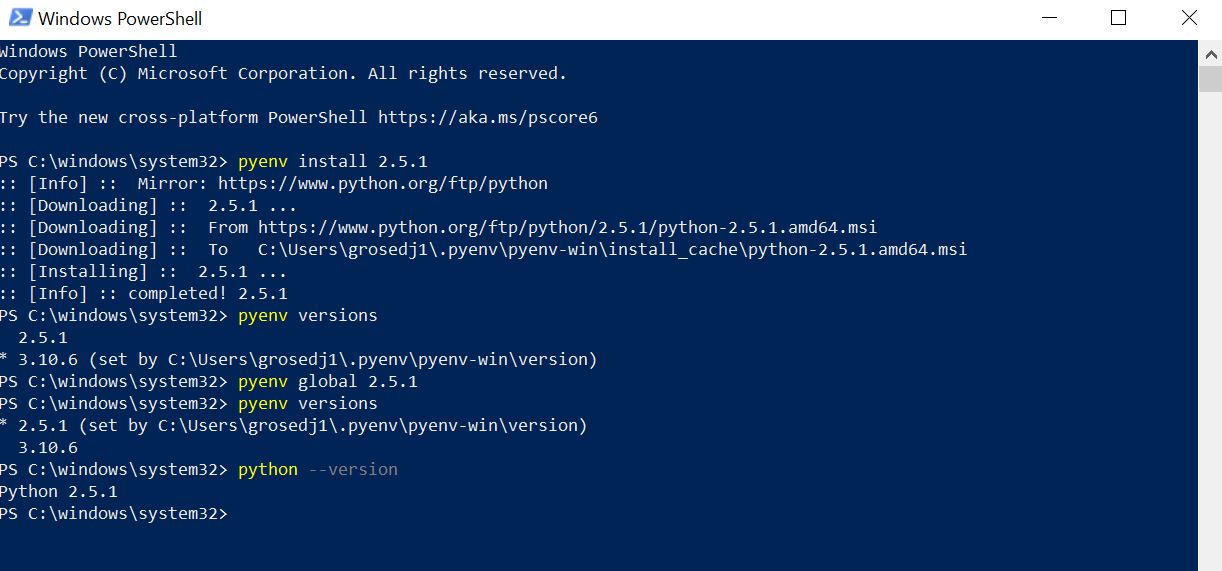 Windows PowerShell
Windows PowerShell
Copyright (C) Microsoft Corporation. All rights reserved.
Try the new cross-platform PowerShell https://aka.ms/pscore6
PS C:\windows\system32> pyenv install 2.5.1
:: [Info] ::  Mirror: https://www.python.org/ftp/python
:: [Downloading] ::  2.5.1 ...
:: [Downloading] ::  From https://www.python.org/ftp/python/2.5.1/python-2.5.1.amd64.msi
:: [Downloading] ::  To   C:\Users\grosedj1\.pyenv\pyenv-win\install_cache\python-2.5.1.amd64.msi
:: [Installing] ::  2.5.1 ...
:: [Info] :: completed! 2.5.1
PS C:\windows\system32> pyenv versions
  2.5.1
* 3.10.6 (set by C:\Users\grosedj1\.pyenv\pyenv-win\version)
PS C:\windows\system32> pyenv global 2.5.1
PS C:\windows\system32> pyenv versions
* 2.5.1 (set by C:\Users\grosedj1\.pyenv\pyenv-win\version)
  3.10.6
PS C:\windows\system32> python --version
Python 2.5.1
PS C:\windows\system32>